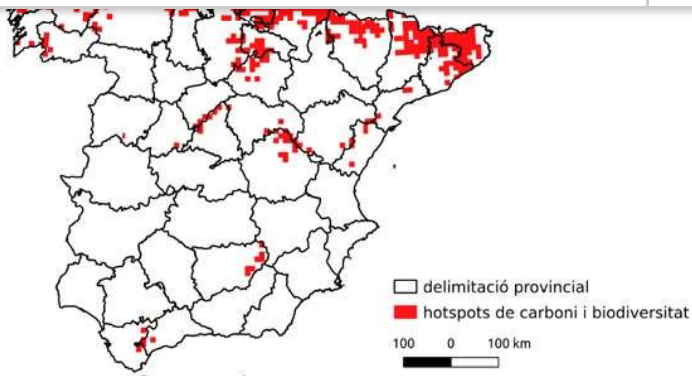 delimitació provincial
hotspots de carboni i biodiversitat
100 0 100 km